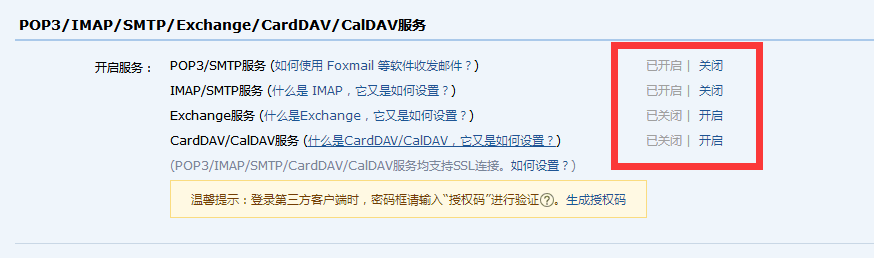 POP3/IMAP/SMTP/Exchange/CardDAV/CalDAV服务
开启服务： POP3/SMTP服务 (如何使用 Foxmail 等软件收发邮件？) 已开启 | 关闭
IMAP/SMTP服务 (什么是 IMAP，它又是如何设置？) 已开启 | 关闭
Exchange服务 (什么是Exchange，它又是如何设置？) 已关闭 | 开启
CardDAV/CalDAV服务 (什么是CardDAV/CalDAV，它又是如何设置？) 已关闭 | 开启
(POP3/IMAP/SMTP/CardDAV/CalDAV服务均支持SSL连接。如何设置？)
温馨提示：登录第三方客户端时，密码框请输入“授权码”进行验证?。生成授权码